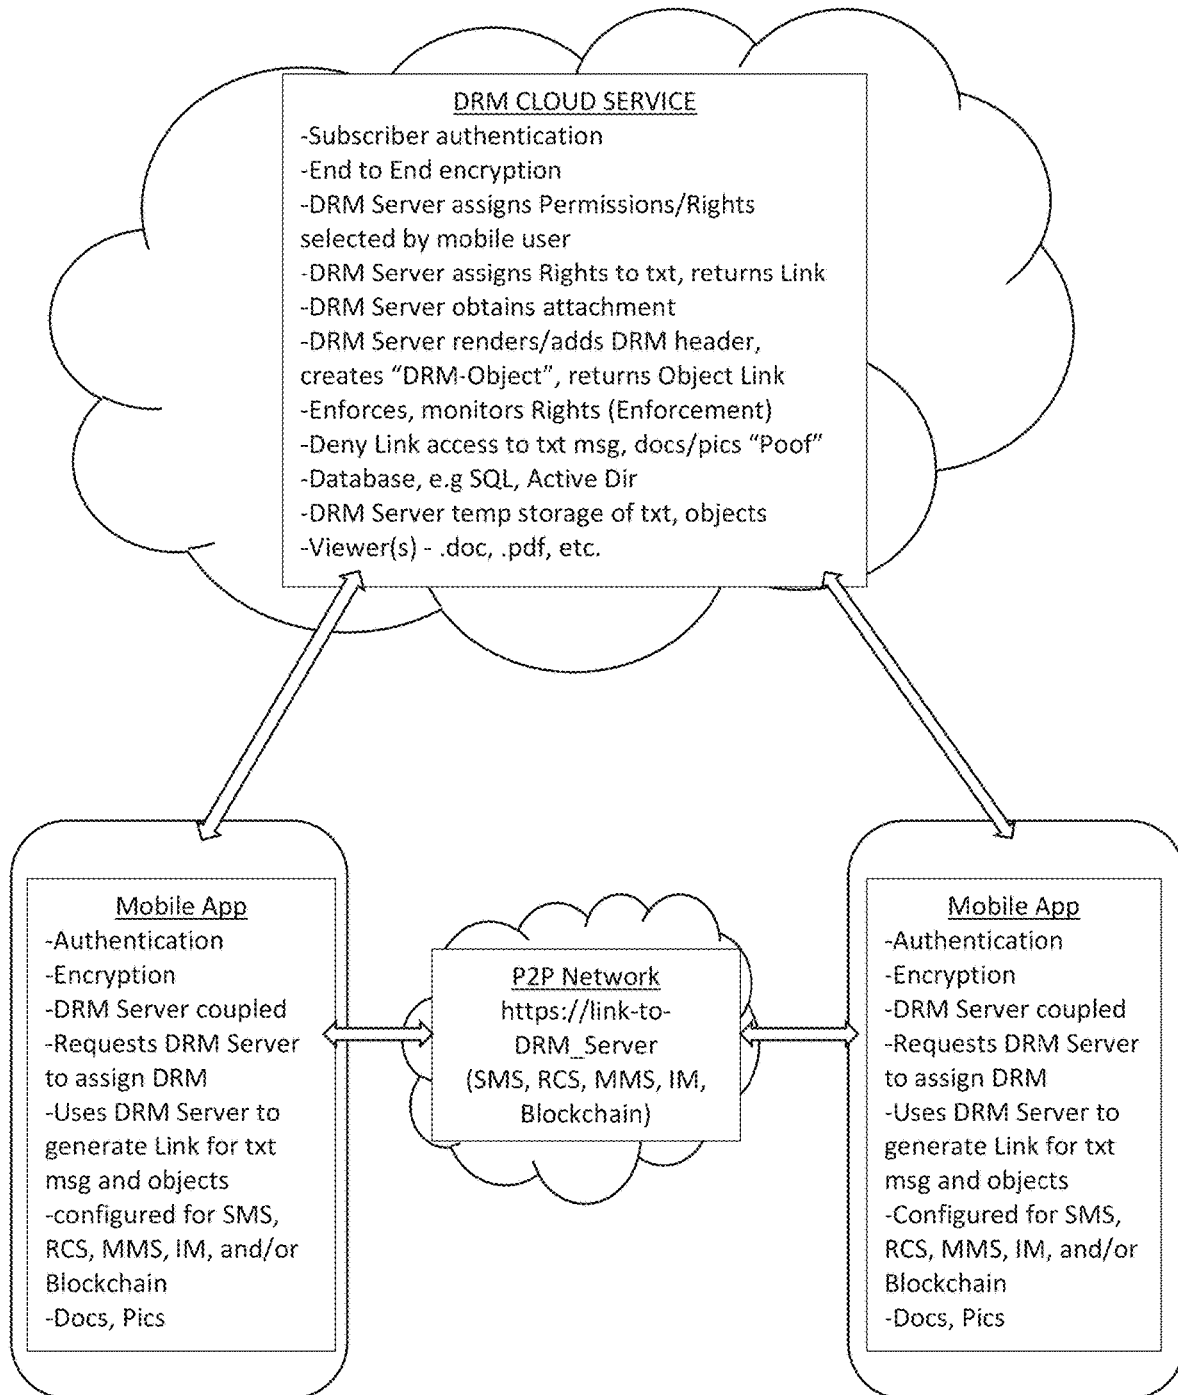 DRM CLOUD SERVICE
-Subscriber authentication
-End to End encryption
-DRM Server assigns Permissions/Rights
selected by mobile user
-DRM Server assigns Rights to txt, returns Link
-DRM Server obtains attachment
-DRM Server renders/adds DRM header,
creates “DRM-Object”, returns Object Link
-Enforces, monitors Rights (Enforcement)
-Deny Link access to txt msg, docs/pics “Poof”
-Database, e.g SQL, Active Dir
-DRM Server temp storage of txt, objects
-Viewer(s) - .doc, .pdf, etc.
Mobile App
-Authentication
-Encryption
-DRM Server coupled
-Requests DRM Server
to assign DRM
-Uses DRM Server to
generate Link for txt
msg and objects
-configured for SMS,
RCS, MMS, IM, and/or
Blockchain
-Docs, Pics
P2P Network
https://link-to-
DRM_Server
(SMS, RCS, MMS, IM,
Blockchain)
Mobile App
-Authentication
-Encryption
-DRM Server coupled
-Requests DRM Server
to assign DRM
-Uses DRM Server to
generate Link for txt
msg and objects
-Configured for SMS,
RCS, MMS, IM, and/or
Blockchain
-Docs, Pics